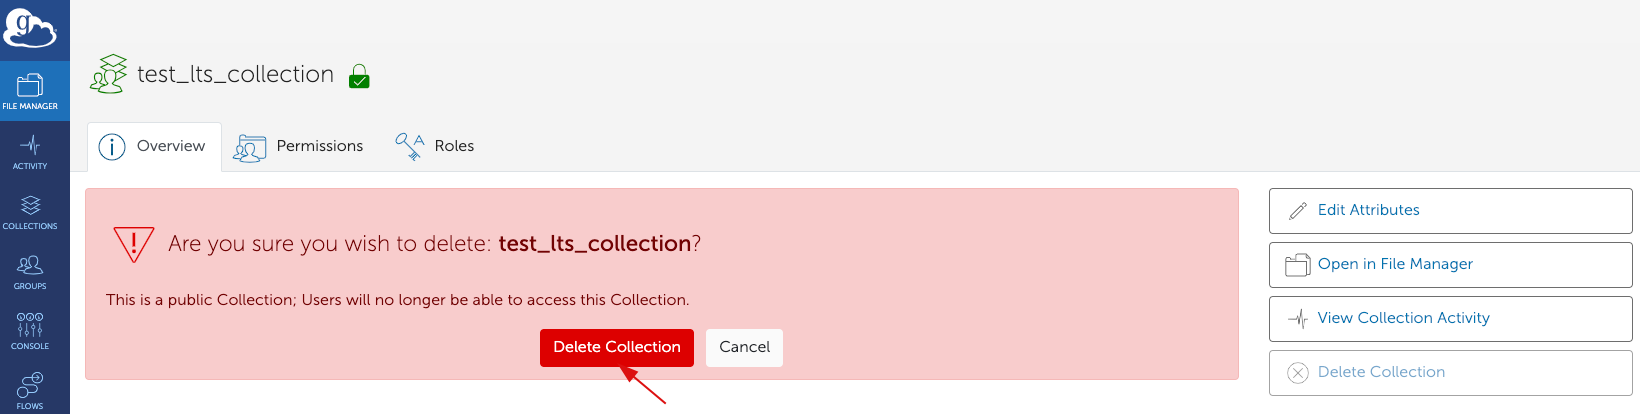 g
FILE MANAGER
ACTIVITY
COLLECTIONS
GROUPS
CONSOLE
FLOWS
test_lts_collection
Overview
Permissions
A
Roles
Are you sure you wish to delete: test_lts_collection?
This is a public Collection; Users will no longer be able to access this Collection.
Delete Collection
Cancel
Edit Attributes
Open in File Manager
View Collection Activity
Delete Collection